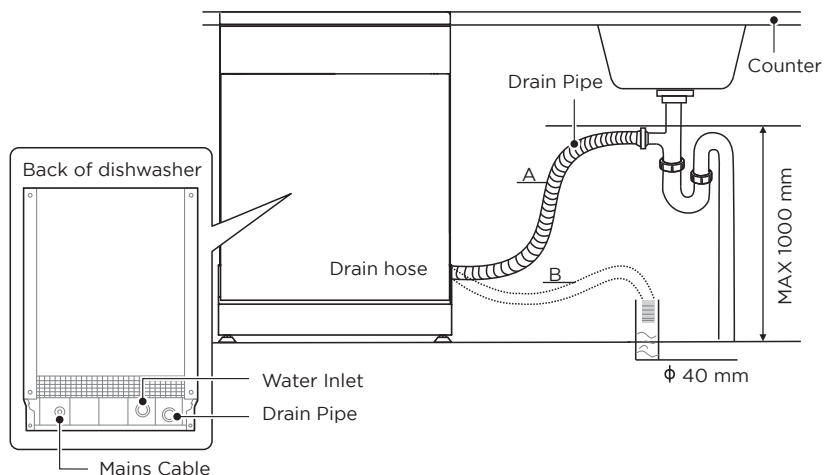 Counter
Drain Pipe
Back of dishwasher
A
MAX 1000 mm
Drain hose
B
ϕ 40 mm
Water Inlet
Drain Pipe
Mains Cable